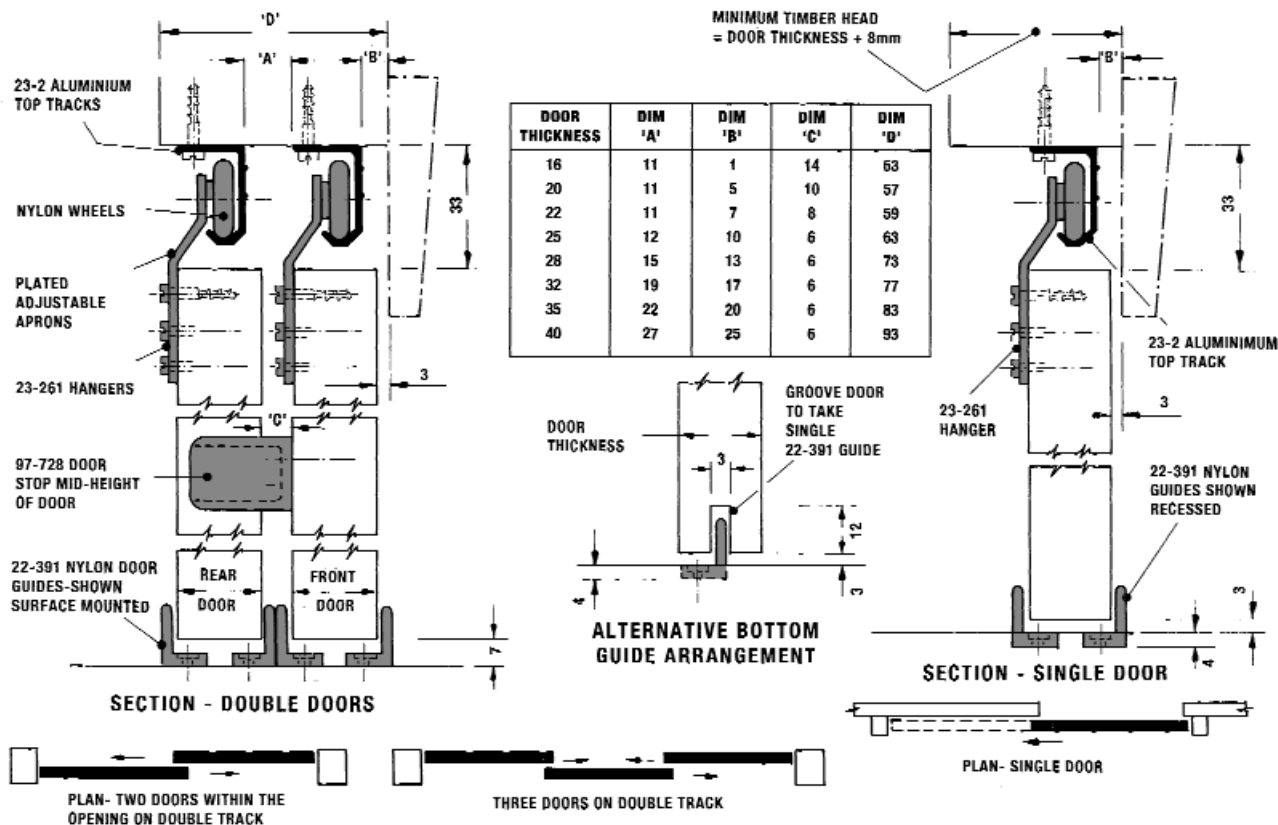 'D'
'A'
'B'
23-2 ALUMINIUM
TOP TRACKS
NYLON WHEELS
33
PLATED
ADJUSTABLE
APRONS
23-261 HANGERS
3
'C'
97-728 DOOR
STOP MID-HEIGHT
OF DOOR
22-391 NYLON DOOR
GUIDES-SHOWN
SURFACE MOUNTED
REAR
DOOR
FRONT
DOOR
7
SECTION - DOUBLE DOORS
MINIMUM TIMBER HEAD
= DOOR THICKNESS + 8mm
DOOR THICKNESS DIM 'A' DIM 'B' DIM 'C' DIM 'D'
16 11 1 14 53
20 11 5 10 57
22 11 7 8 59
25 12 10 6 63
28 15 13 6 73
32 19 17 6 77
35 22 20 6 83
40 27 25 6 93
DOOR
THICKNESS
3
GROOVE DOOR
TO TAKE
SINGLE
22-391 GUIDE
12
4
3
ALTERNATIVE BOTTOM
GUIDE ARRANGEMENT
'B'
33
23-2 ALUMINIMUM
TOP TRACK
3
23-261
HANGER
22-391 NYLON
GUIDES SHOWN
RECESSED
3
4
SECTION - SINGLE DOOR
PLAN- TWO DOORS WITHIN THE
OPENING ON DOUBLE TRACK
THREE DOORS ON DOUBLE TRACK
PLAN- SINGLE DOOR